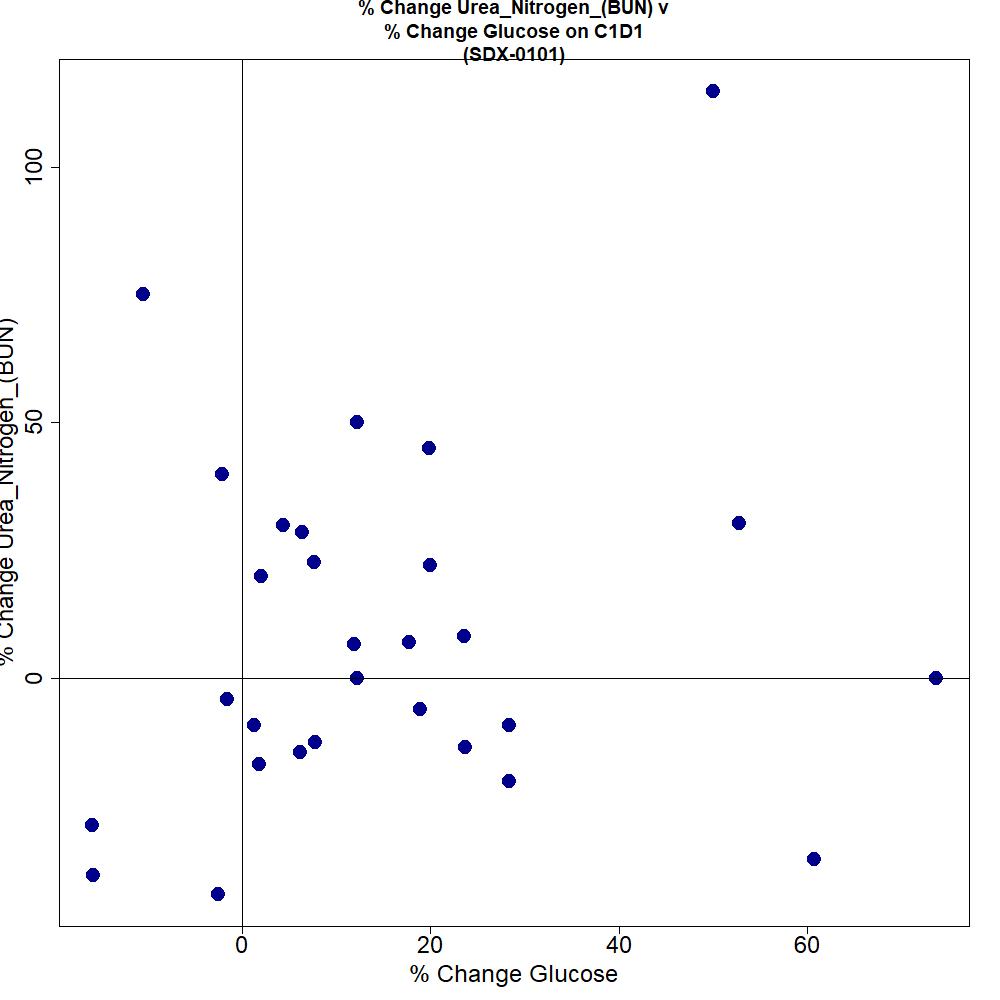 % Change Urea_Nitrogen_(BUN) v
% Change Glucose on C1D1
(SDX-0101)
% Change Urea_Nitrogen_(BUN)
100
50
0
0 20 40 60
% Change Glucose